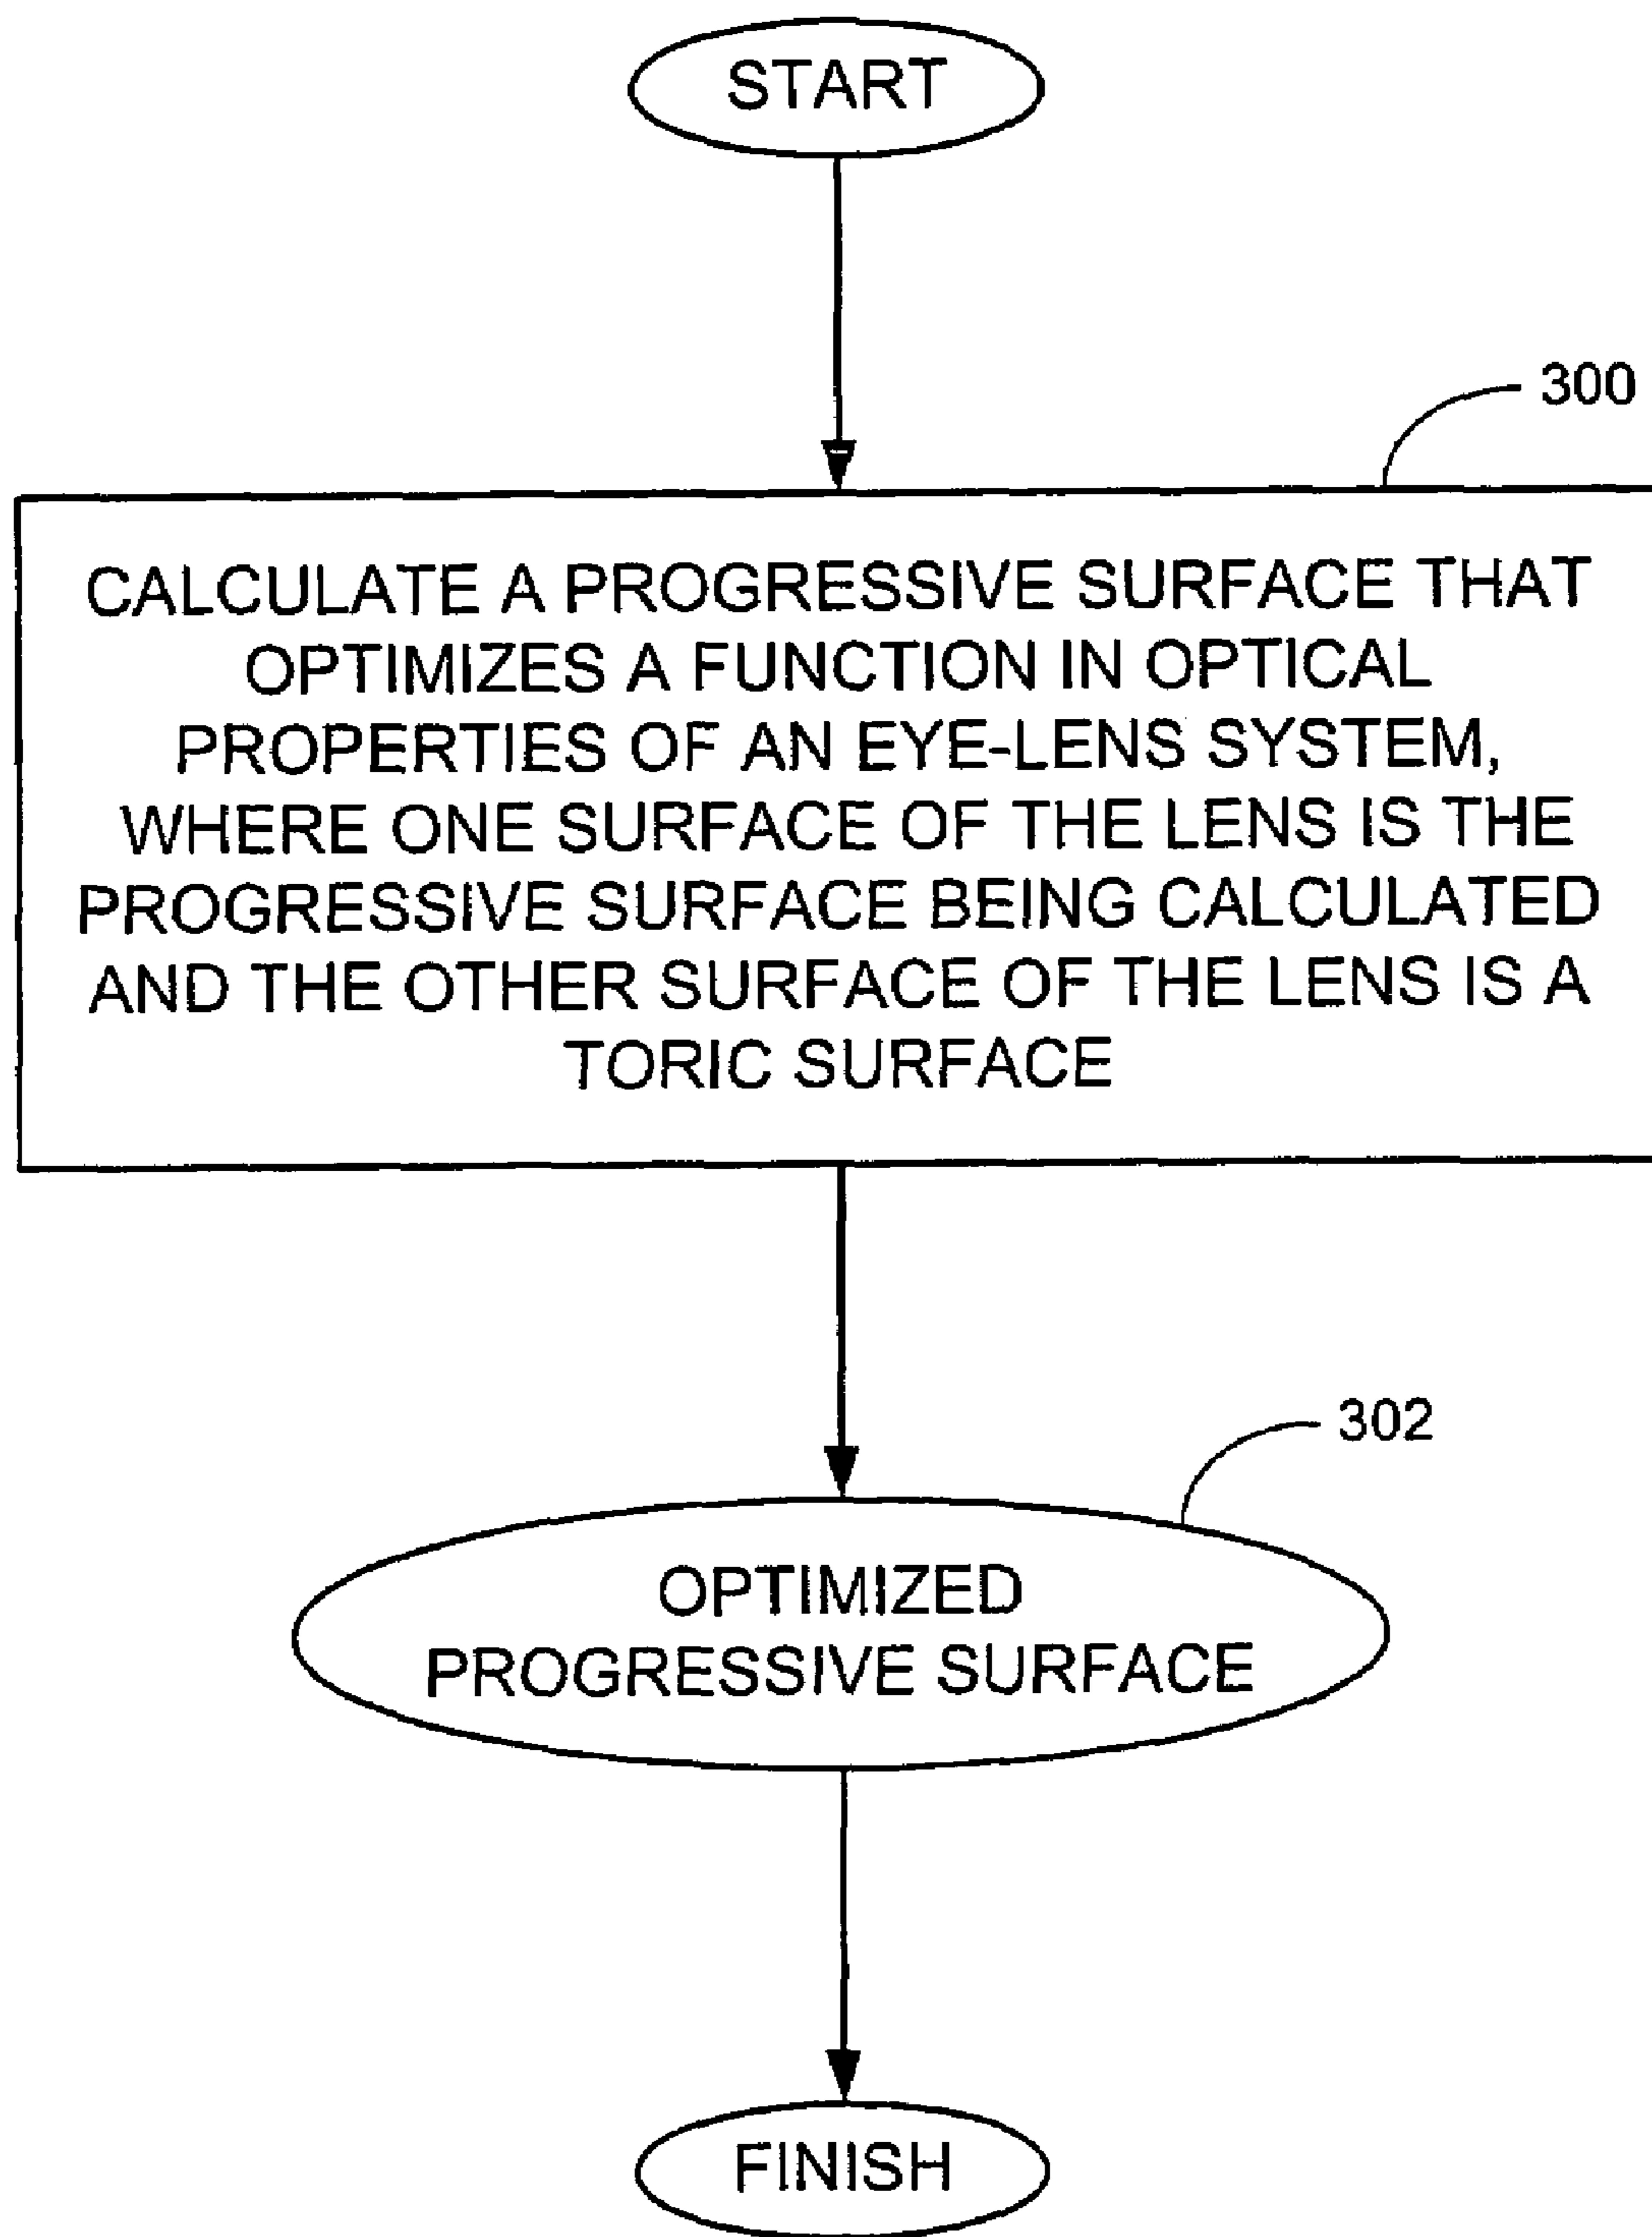 START
300
CALCULATE A PROGRESSIVE SURFACE THAT
OPTIMIZES A FUNCTION IN OPTICAL
PROPERTIES OF AN EYE-LENS SYSTEM,
WHERE ONE SURFACE OF THE LENS IS THE
PROGRESSIVE SURFACE BEING CALCULATED
AND THE OTHER SURFACE OF THE LENS IS A
TORIC SURFACE
302
OPTIMIZED
PROGRESSIVE SURFACE
FINISH